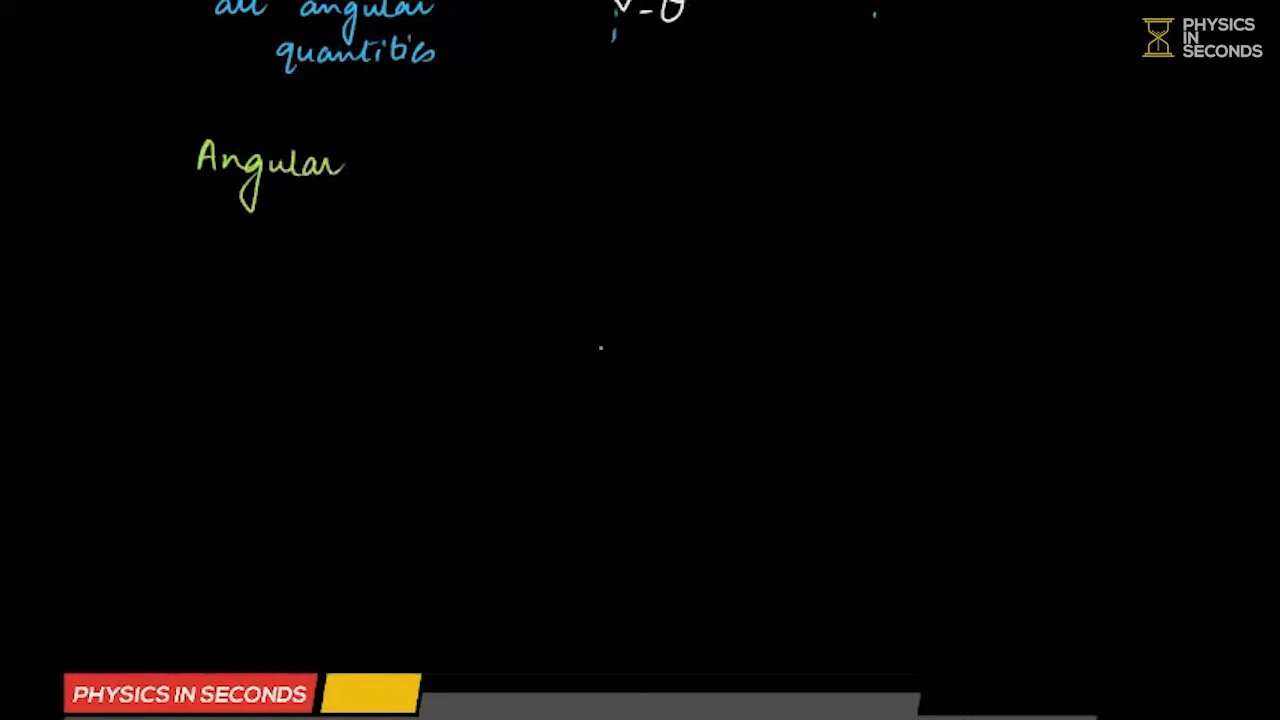 all angular
quantities
Angular
PHYSICS
IN
SECONDS
PHYSICS IN SECONDS